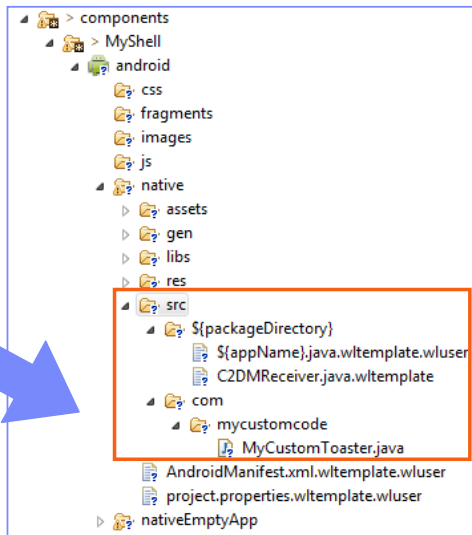 > components
> MyShell
android
css
fragments
images
js
native
assets
gen
libs
res
src
${packageDirectory}
${appName}.java.wltemplate.wluser
C2DMReceiver.java.wltemplate
com
mycustomcode
MyCustomToaster.java
AndroidManifest.xml.wltemplate.wluser
project.properties.wltemplate.wluser
nativeEmptyApp